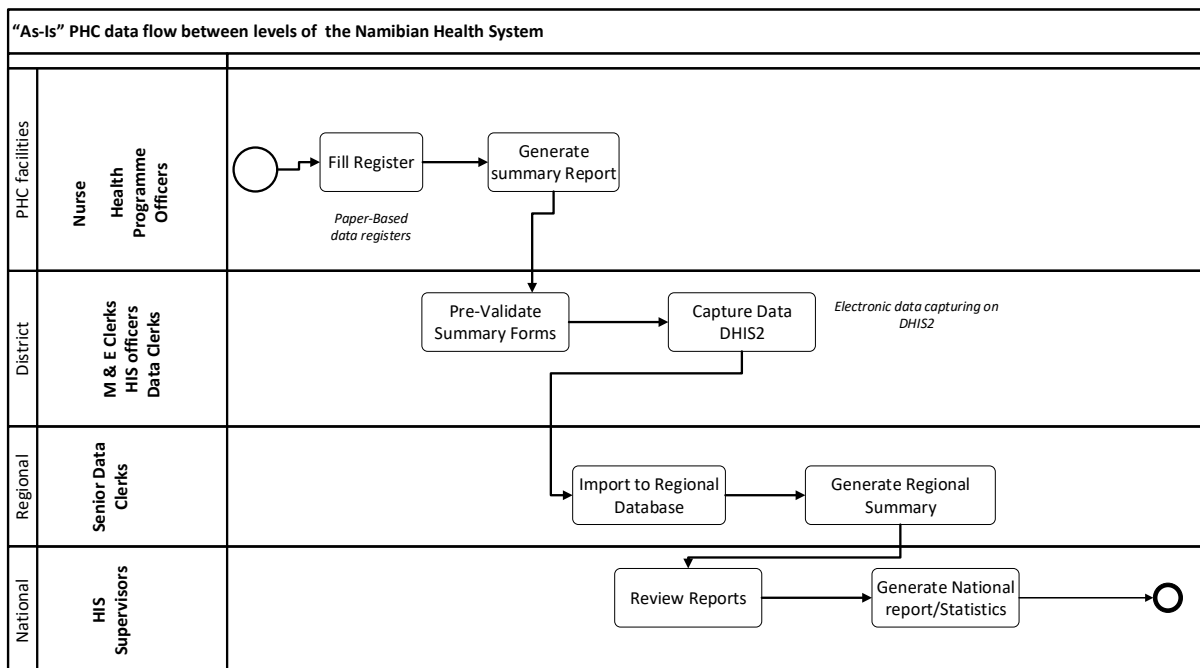 “As-Is” PHC data flow between levels of the Namibian Health System
PHC facilities
Nurse
Health
Programme
Officers
Fill Register
Generate
summary Report
Paper-Based
data registers
District
M & E Clerks
HIS officers
Data Clerks
Pre-Validate
Summary Forms
Capture Data
DHIS2
Electronic data capturing on
DHIS2
Regional
Senior Data
Clerks
Import to Regional
Database
Generate Regional
Summary
National
HIS
Supervisors
Review Reports
Generate National
report/Statistics